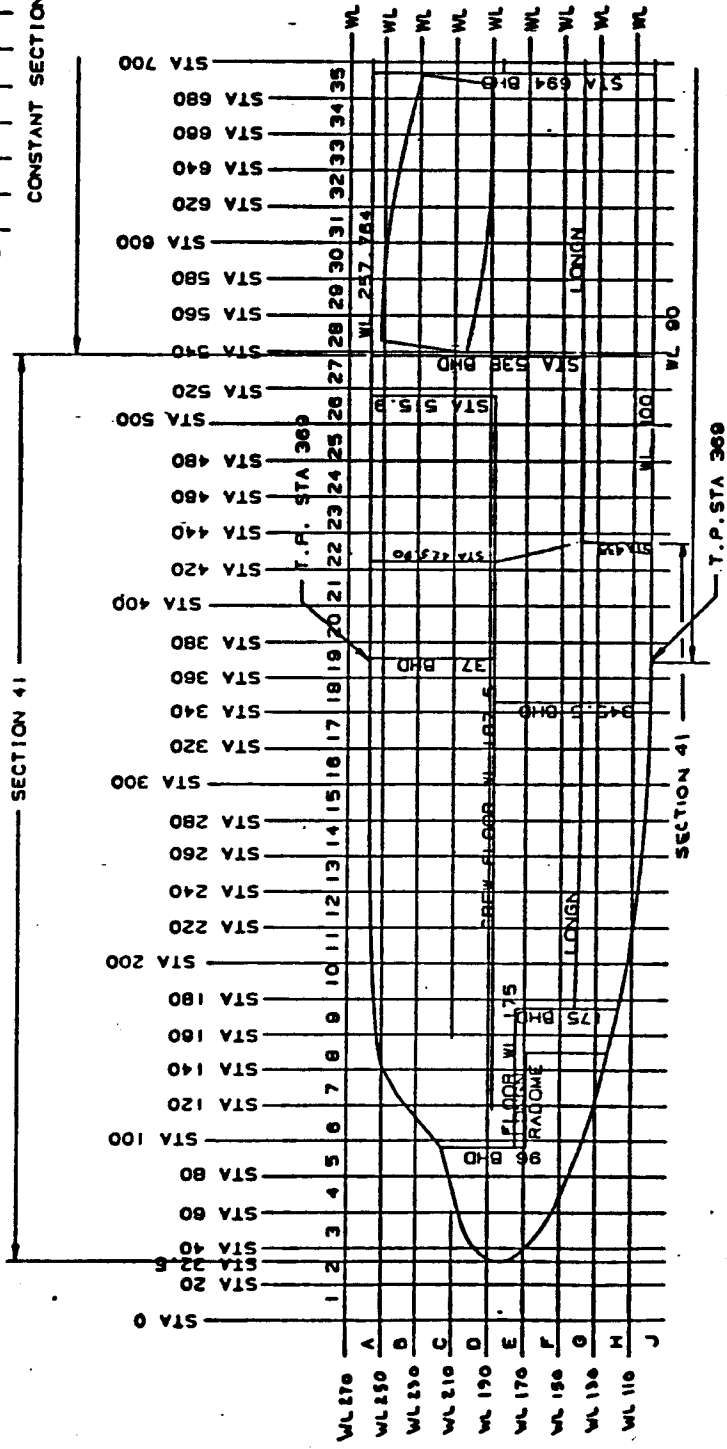 CONSTANT SECTION
SECTION 41
STA 0
STA 20
STA 40
STA 60
STA 80
STA 100
STA 120
STA 140
STA 160
STA 180
STA 200
STA 220
STA 240
STA 260
STA 280
STA 300
STA 320
STA 340
STA 360
STA 380
STA 400
STA 420
STA 440
STA 460
STA 480
STA 500
STA 520
STA 540
STA 560
STA 580
STA 600
STA 620
STA 640
STA 660
STA 680
STA 700
T.P. STA 369
1 2 3 4 5 6 7 8 9 10 11 12 13 14 15 16 17 18 19 20 21 22 23 24 25 26 27 28 29 30 31 32 33 34 35
WL 270
A
WL 250
B
WL 230
C
WL 210
D
WL 190
E
WL 170
F
WL 150
G
WL 130
H
WL 110
J
WL
WL
WL
WL
WL
WL
WL
WL
WL
WL 257.764
37 BHD
STA 538 BHD
STA 694 BHD
CREW FLOOR WL 187.5
96 BHD
FLOOR WL 175
RADOME
175 BHD
345.5 BHD
LONGN
LONGN
STA 435
WL 100
WL 90
SECTION 41
T.P. STA 369